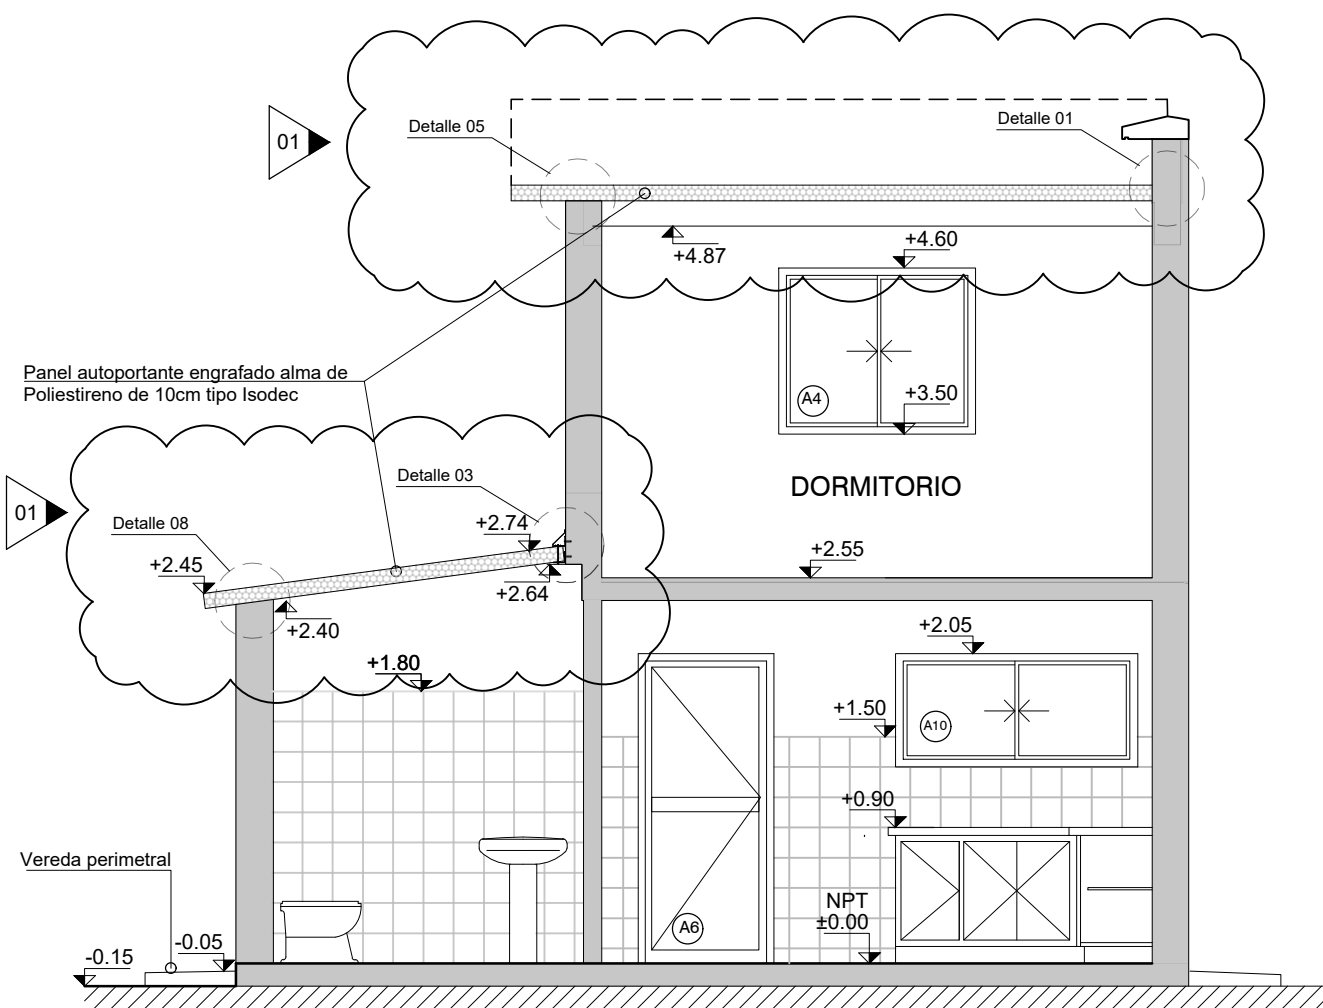 Detalle 05
Detalle 01
01
+4.60
+4.87
Panel autoportante engrafado alma de
Poliestireno de 10cm tipo Isodec
A4
+3.50
DORMITORIO
Detalle 03
01
Detalle 08
+2.74
+2.45
+2.55
+2.64
+2.40
+2.05
+1.80
+1.50
A10
+0.90
Vereda perimetral
NPT
±0.00
A6
-0.05
-0.15